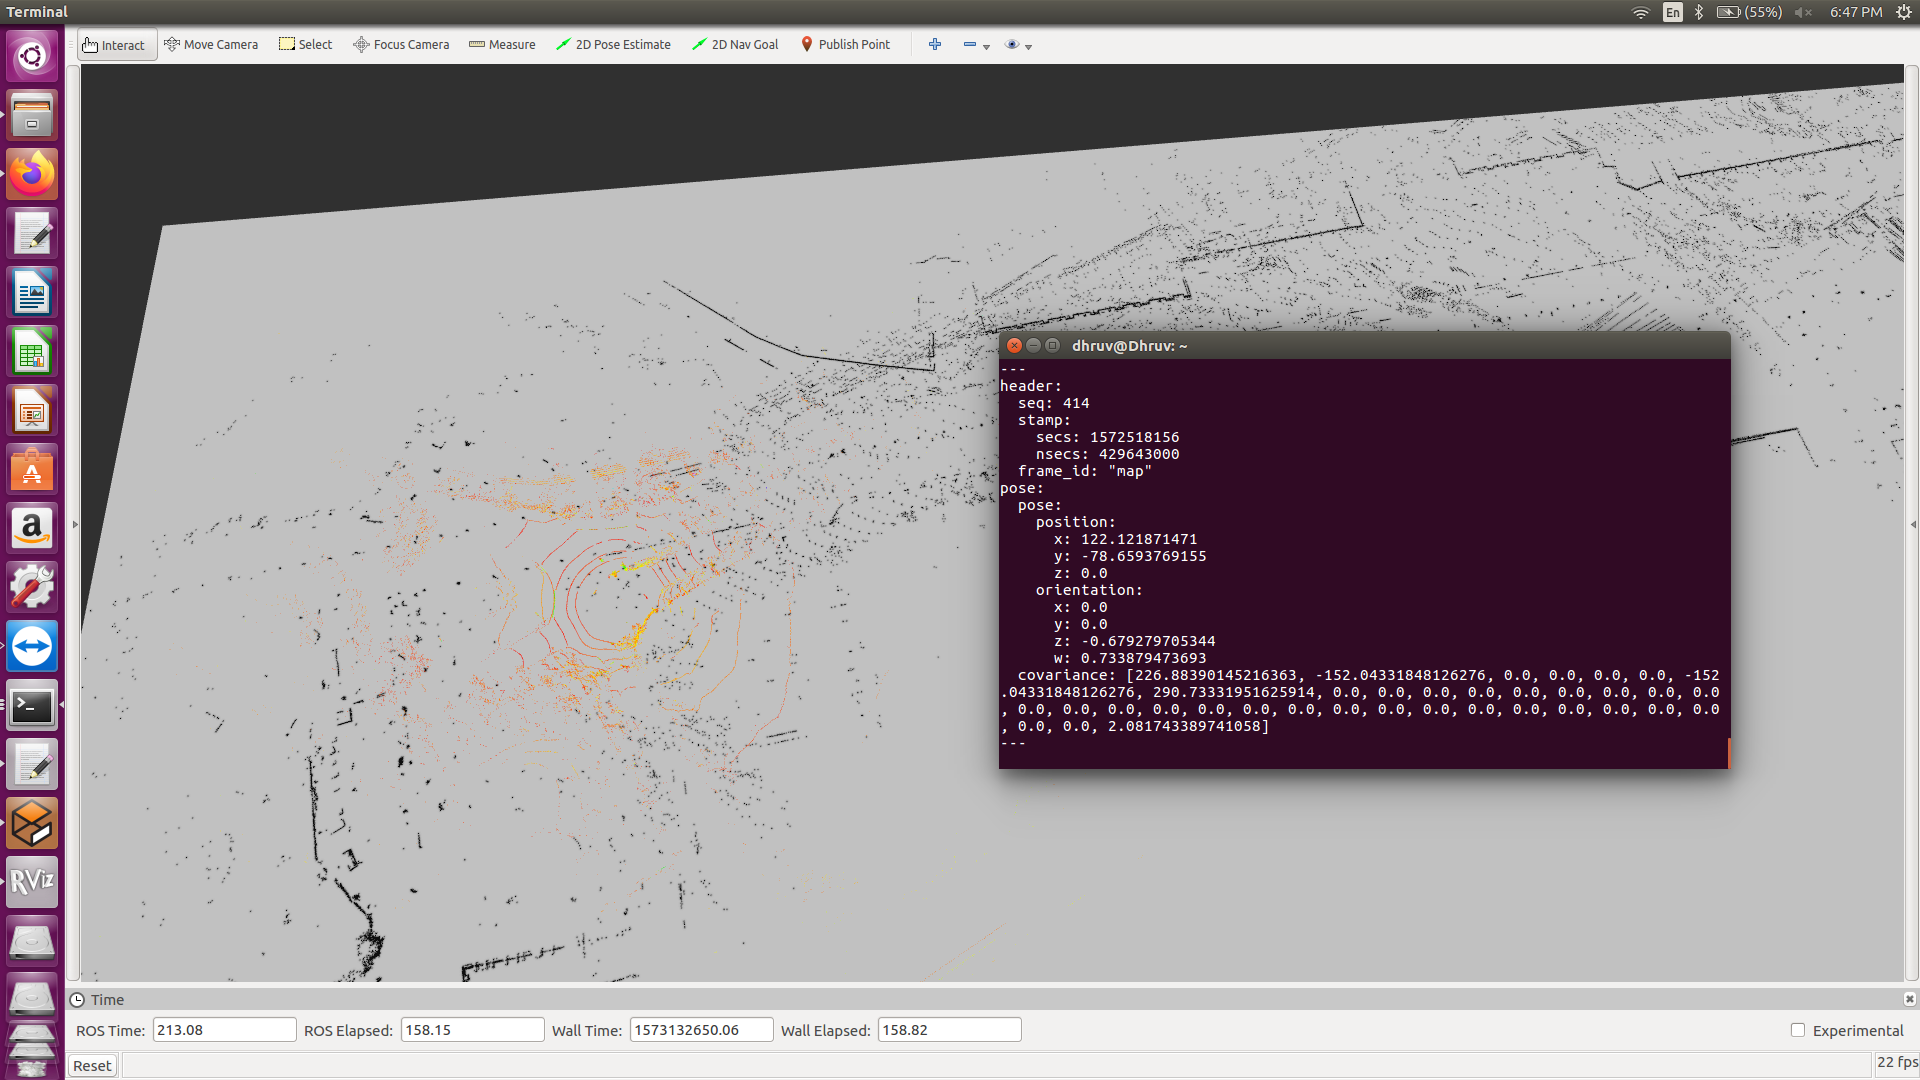 Terminal
En
(55%)
6:47 PM
Interact
Move Camera
Select
Focus Camera
Measure
2D Pose Estimate
2D Nav Goal
Publish Point
dhruv@Dhruv: ~
---
header:
seq: 414
stamp:
secs: 1572518156
nsecs: 429643000
frame_id: "map"
pose:
pose:
position:
x: 122.121871471
y: -78.6593769155
z: 0.0
orientation:
x: 0.0
y: 0.0
z: -0.679279705344
w: 0.733879473693
covariance: [226.88390145216363, -152.04331848126276, 0.0, 0.0, 0.0, 0.0, -152
.04331848126276, 290.73331951625914, 0.0, 0.0, 0.0, 0.0, 0.0, 0.0, 0.0, 0.0, 0.0
, 0.0, 0.0, 0.0, 0.0, 0.0, 0.0, 0.0, 0.0, 0.0, 0.0, 0.0, 0.0, 0.0, 0.0, 0.0
, 0.0, 0.0, 2.081743389741058]
---
a
RViz
Time
ROS Time: 213.08
ROS Elapsed: 158.15
Wall Time: 1573132650.06
Wall Elapsed: 158.82
Experimental
Reset
22 fps